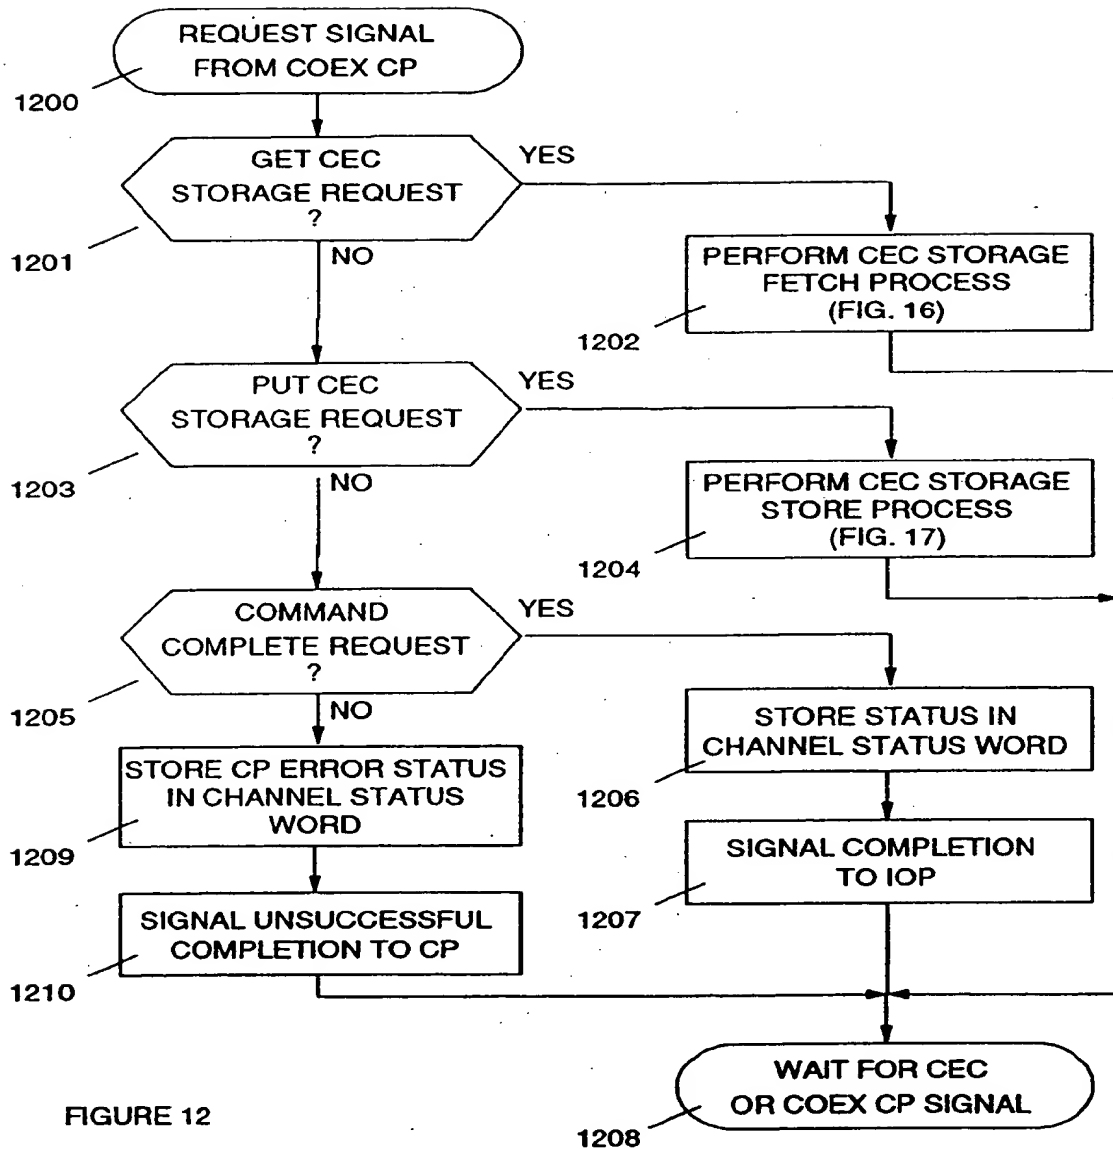 REQUEST SIGNAL
FROM COEX CP
1200
GET CEC
STORAGE REQUEST
?
YES
1201
NO
PERFORM CEC STORAGE
FETCH PROCESS
(FIG. 16)
1202
PUT CEC
STORAGE REQUEST
?
YES
1203
NO
PERFORM CEC STORAGE
STORE PROCESS
(FIG. 17)
1204
COMMAND
COMPLETE REQUEST
?
YES
1205
NO
STORE STATUS IN
CHANNEL STATUS WORD
1206
STORE CP ERROR STATUS
IN CHANNEL STATUS
WORD
1209
SIGNAL COMPLETION
TO IOP
1207
SIGNAL UNSUCCESSFUL
COMPLETION TO CP
1210
WAIT FOR CEC
OR COEX CP SIGNAL
1208
FIGURE 12